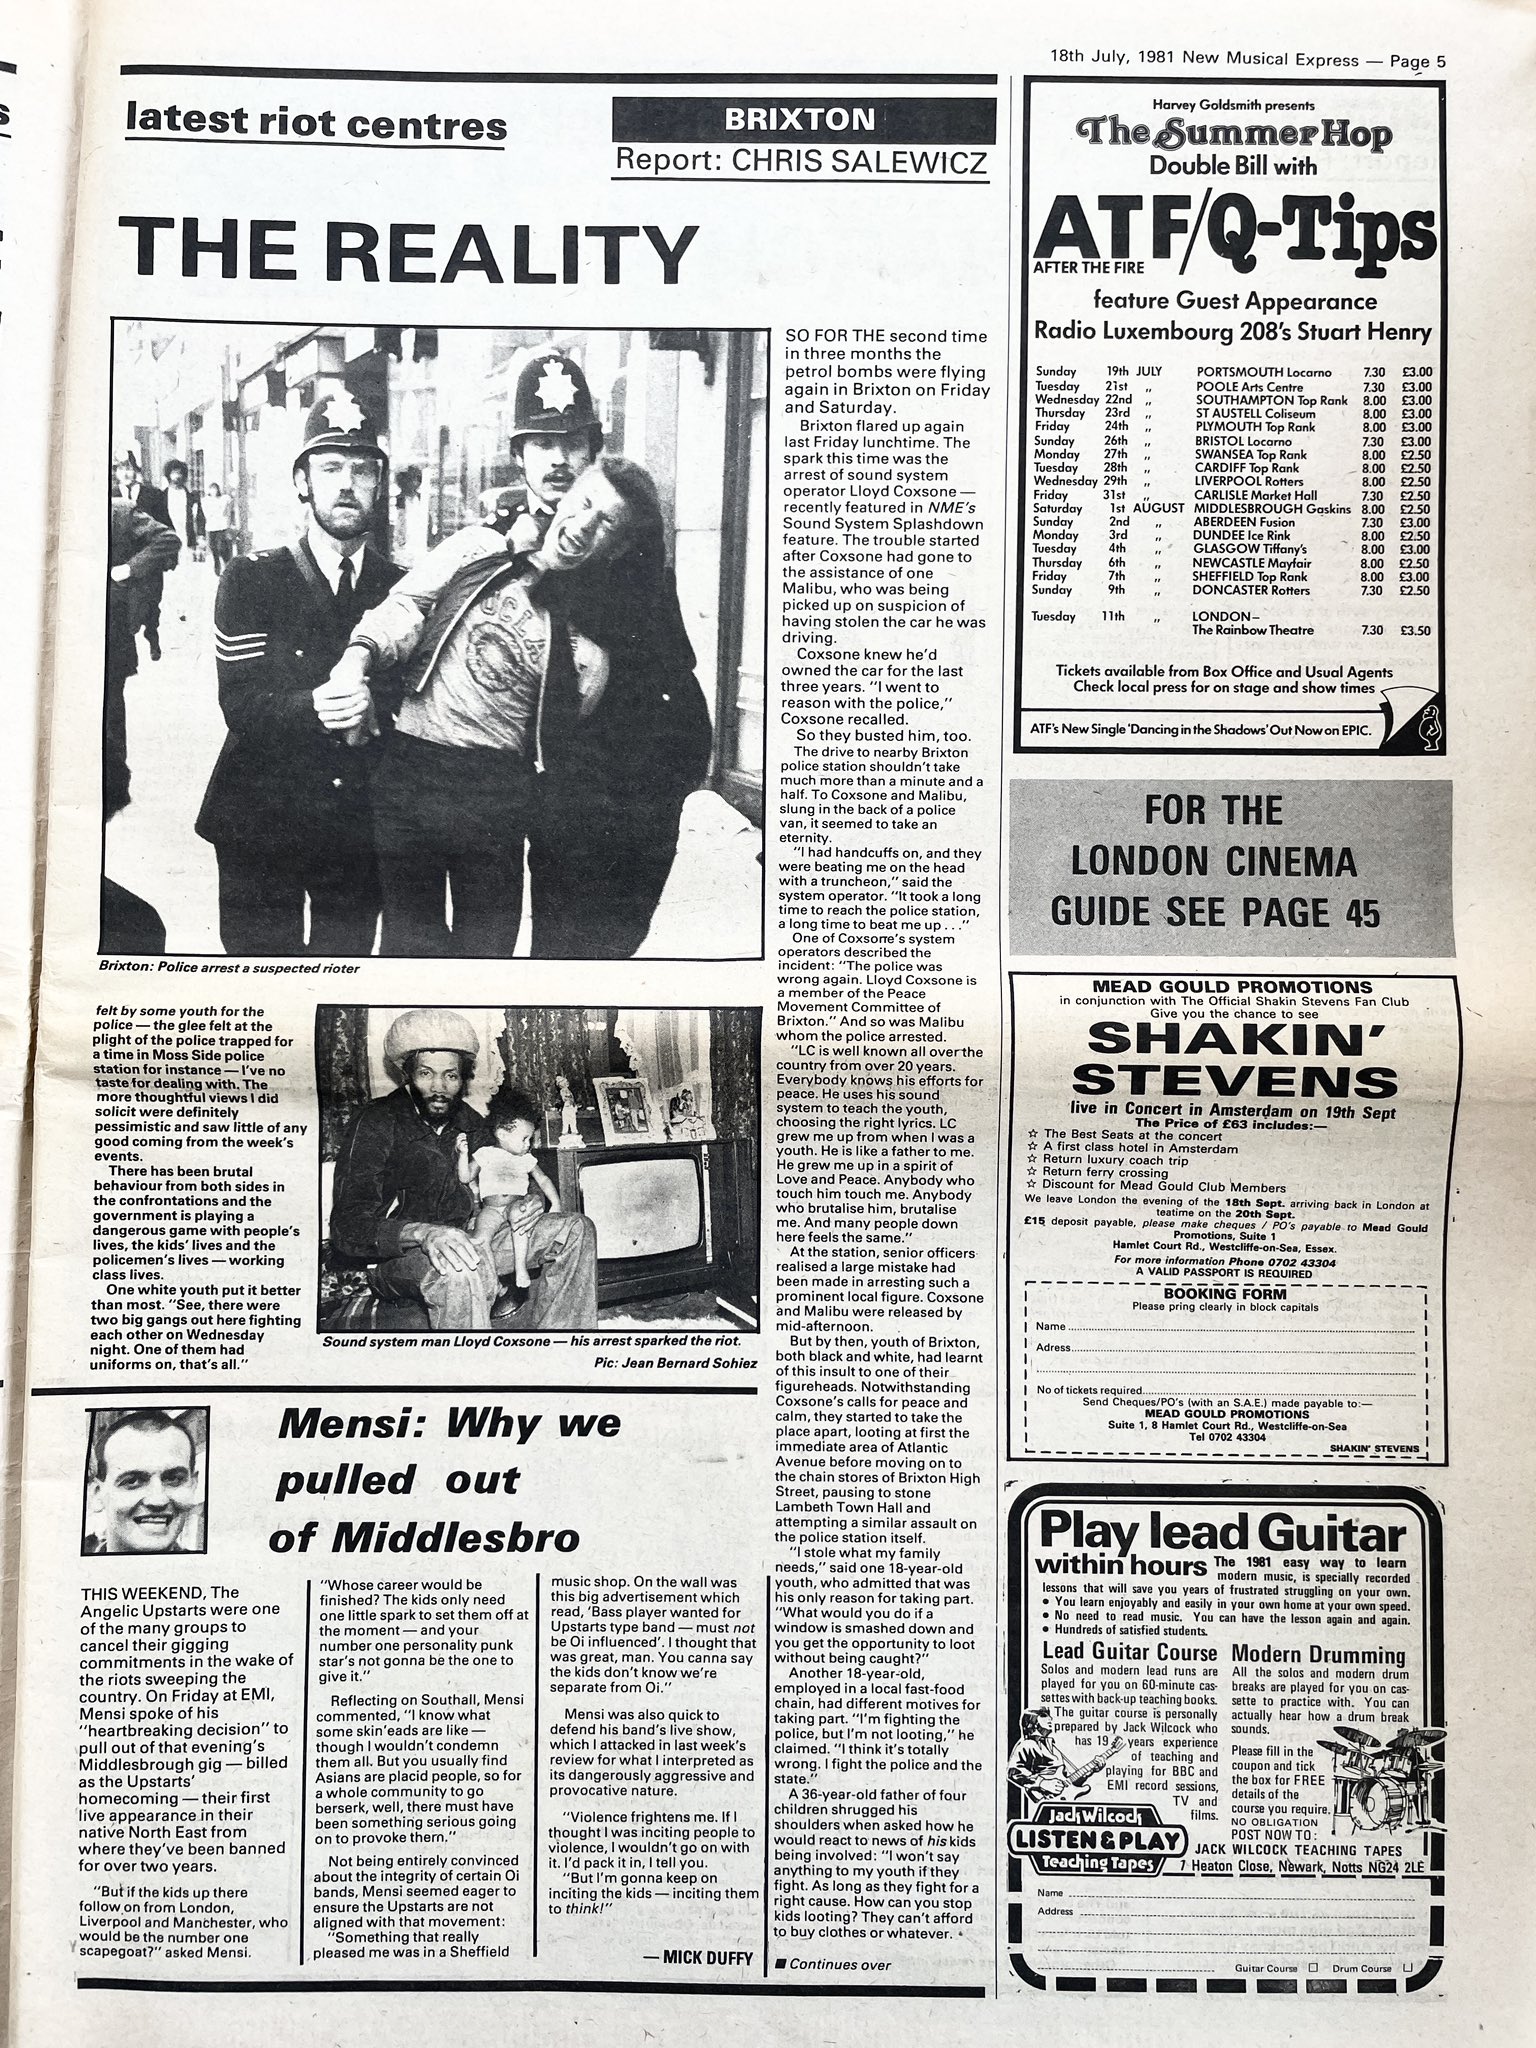 18th July, 1981 New Musical Express — Page 5
latest riot centres
BRIXTON
Report: CHRIS SALEWICZ
THE REALITY
Brixton: Police arrest a suspected rioter
felt by some youth for the
police — the glee felt at the
plight of the police trapped for
a time in Moss Side police
station for instance — I've no
taste for dealing with. The
more thoughtful views I did
solicit were definitely
pessimistic and saw little of any
good coming from the week's
events.
There has been brutal
behaviour from both sides in
the confrontations and the
government is playing a
dangerous game with people's
lives, the kids' lives and the
policemen's lives — working
class lives.
One white youth put it better
than most. "See, there were
two big gangs out here fighting
each other on Wednesday
night. One of them had
uniforms on, that's all."
Sound system man Lloyd Coxsone — his arrest sparked the riot.
Pic: Jean Bernard Sohiez
SO FOR THE second time
in three months the
petrol bombs were flying
again in Brixton on Friday
and Saturday.
Brixton flared up again
last Friday lunchtime. The
spark this time was the
arrest of sound system
operator Lloyd Coxsone —
recently featured in NME's
Sound System Splashdown
feature. The trouble started
after Coxsone had gone to
the assistance of one
Malibu, who was being
picked up on suspicion of
having stolen the car he was
driving.
Coxsone knew he'd
owned the car for the last
three years. "I went to
reason with the police,"
Coxsone recalled.
So they busted him, too.
The drive to nearby Brixton
police station shouldn't take
much more than a minute and a
half. To Coxsone and Malibu,
slung in the back of a police
van, it seemed to take an
eternity.
"I had handcuffs on, and they
were beating me on the head
with a truncheon," said the
system operator. "It took a long
time to reach the police station,
a long time to beat me up . . ."
One of Coxsone's system
operators described the
incident: "The police was
wrong again. Lloyd Coxsone is
a member of the Peace
Movement Committee of
Brixton." And so was Malibu
whom the police arrested.
"LC is well known all over the
country from over 20 years.
Everybody knows his efforts for
peace. He uses his sound
system to teach the youth,
choosing the right lyrics. LC
grew me up from when I was a
youth. He is like a father to me.
He grew me up in a spirit of
Love and Peace. Anybody who
touch him touch me. Anybody
who brutalise him, brutalise
me. And many people down
here feels the same."
At the station, senior officers
realised a large mistake had
been made in arresting such a
prominent local figure. Coxsone
and Malibu were released by
mid-afternoon.
But by then, youth of Brixton,
both black and white, had learnt
of this insult to one of their
figureheads. Notwithstanding
Coxsone's calls for peace and
calm, they started to take the
place apart, looting at first the
immediate area of Atlantic
Avenue before moving on to
the chain stores of Brixton High
Street, pausing to stone
Lambeth Town Hall and
attempting a similar assault on
the police station itself.
"I stole what my family
needs," said one 18-year-old
youth, who admitted that was
his only reason for taking part.
"What would you do if a
window is smashed down and
you get the opportunity to loot
without being caught?"
Another 18-year-old,
employed in a local fast-food
chain, had different motives for
taking part. "I'm fighting the
police, but I'm not looting," he
claimed. "I think it's totally
wrong. I fight the police and the
state."
A 36-year-old father of four
children shrugged his
shoulders when asked how he
would react to news of his kids
being involved: "I won't say
anything to my youth if they
fight. As long as they fight for a
right cause. How can you stop
kids looting? They can't afford
to buy clothes or whatever.
■ Continues over
Mensi: Why we
pulled out
of Middlesbro
THIS WEEKEND, The
Angelic Upstarts were one
of the many groups to
cancel their gigging
commitments in the wake of
the riots sweeping the
country. On Friday at EMI,
Mensi spoke of his
"heartbreaking decision" to
pull out of that evening's
Middlesbrough gig — billed
as the Upstarts'
homecoming — their first
live appearance in their
native North East from
where they've been banned
for over two years.
"But if the kids up there
follow on from London,
Liverpool and Manchester, who
would be the number one
scapegoat?" asked Mensi.
"Whose career would be
finished? The kids only need
one little spark to set them off at
the moment — and your
number one personality punk
star's not gonna be the one to
give it."
Reflecting on Southall, Mensi
commented, "I know what
some skin'eads are like —
though I wouldn't condemn
them all. But you usually find
Asians are placid people, so for
a whole community to go
berserk, well, there must have
been something serious going
on to provoke them."
Not being entirely convinced
about the integrity of certain Oi
bands, Mensi seemed eager to
ensure the Upstarts are not
aligned with that movement:
"Something that really
pleased me was in a Sheffield
music shop. On the wall was
this big advertisement which
read, 'Bass player wanted for
Upstarts type band — must not
be Oi influenced'. I thought that
was great, man. You canna say
the kids don't know we're
separate from Oi."
Mensi was also quick to
defend his band's live show,
which I attacked in last week's
review for what I interpreted as
its dangerously aggressive and
provocative nature.
"Violence frightens me. If I
thought I was inciting people to
violence, I wouldn't go on with
it. I'd pack it in, I tell you.
"But I'm gonna keep on
inciting the kids — inciting them
to think!"
— MICK DUFFY
Harvey Goldsmith presents
The Summer Hop
Double Bill with
ATF/Q-Tips
AFTER THE FIRE
feature Guest Appearance
Radio Luxembourg 208's Stuart Henry
Sunday 19th JULY PORTSMOUTH Locarno 7.30 £3.00
Tuesday 21st ,, POOLE Arts Centre 7.30 £3.00
Wednesday 22nd ,, SOUTHAMPTON Top Rank 8.00 £3.00
Thursday 23rd ,, ST AUSTELL Coliseum 8.00 £3.00
Friday 24th ,, PLYMOUTH Top Rank 8.00 £3.00
Sunday 26th ,, BRISTOL Locarno 7.30 £3.00
Monday 27th ,, SWANSEA Top Rank 8.00 £2.50
Tuesday 28th ,, CARDIFF Top Rank 8.00 £2.50
Wednesday 29th ,, LIVERPOOL Rotters 8.00 £2.50
Friday 31st ,, CARLISLE Market Hall 7.30 £2.50
Saturday 1st AUGUST MIDDLESBROUGH Gaskins 8.00 £2.50
Sunday 2nd ,, ABERDEEN Fusion 7.30 £3.00
Monday 3rd ,, DUNDEE Ice Rink 8.00 £2.50
Tuesday 4th ,, GLASGOW Tiffany's 8.00 £3.00
Thursday 6th ,, NEWCASTLE Mayfair 8.00 £2.50
Friday 7th ,, SHEFFIELD Top Rank 8.00 £3.00
Sunday 9th ,, DONCASTER Rotters 7.30 £2.50
Tuesday 11th ,, LONDON—
The Rainbow Theatre 7.30 £3.50
Tickets available from Box Office and Usual Agents
Check local press for on stage and show times
ATF's New Single 'Dancing in the Shadows' Out Now on EPIC.
FOR THE
LONDON CINEMA
GUIDE SEE PAGE 45
MEAD GOULD PROMOTIONS
in conjunction with The Official Shakin Stevens Fan Club
Give you the chance to see
SHAKIN'
STEVENS
live in Concert in Amsterdam on 19th Sept
The Price of £63 includes:—
☆ The Best Seats at the concert
☆ A first class hotel in Amsterdam
☆ Return luxury coach trip
☆ Return ferry crossing
☆ Discount for Mead Gould Club Members
We leave London the evening of the 18th Sept. arriving back in London at
teatime on the 20th Sept.
£15 deposit payable, please make cheques / PO's payable to Mead Gould
Promotions, Suite 1
Hamlet Court Rd., Westcliffe-on-Sea, Essex.
For more information Phone 0702 43304
A VALID PASSPORT IS REQUIRED
BOOKING FORM
Please pring clearly in block capitals
Name
Adress
No of tickets required
Send Cheques/PO's (with an S.A.E.) made payable to:—
MEAD GOULD PROMOTIONS
Suite 1, 8 Hamlet Court Rd., Westcliffe-on-Sea
Tel 0702 43304
SHAKIN' STEVENS
Play lead Guitar
within hours The 1981 easy way to learn
modern music, is specially recorded
lessons that will save you years of frustrated struggling on your own.
• You learn enjoyably and easily in your own home at your own speed.
• No need to read music. You can have the lesson again and again.
• Hundreds of satisfied students.
Lead Guitar Course
Solos and modern lead runs are
played for you on 60-minute cas-
settes with back-up teaching books.
The guitar course is personally
prepared by Jack Wilcock who
has 19 years experience
of teaching and
playing for BBC and
EMI record sessions,
TV and
films.
Modern Drumming
All the solos and modern drum
breaks are played for you on cas-
sette to practice with. You can
actually hear how a drum break
sounds.
Please fill in the
coupon and tick
the box for FREE
details of the
course you require.
NO OBLIGATION
POST NOW TO:
Jack Wilcock
LISTEN & PLAY
Teaching Tapes
JACK WILCOCK TEACHING TAPES
7 Heaton Close, Newark, Notts NG24 2LE
Name
Address
Guitar Course ☐ Drum Course ☐